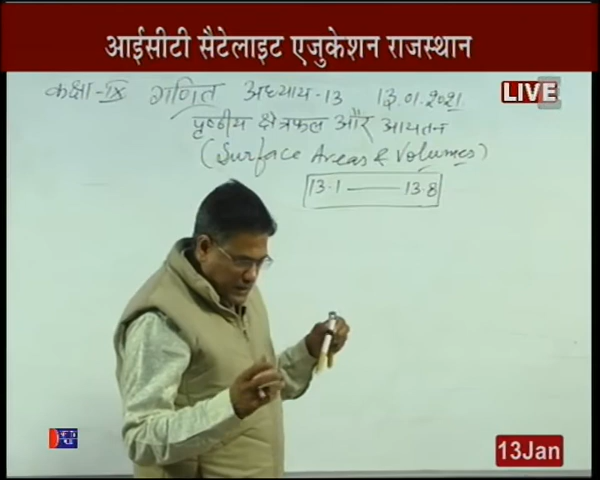 आईसीटी सैटेलाइट एजुकेशन राजस्थान
LIVE
कक्षा-IX गणित अध्याय-13 13.01.2021
पृष्ठीय क्षेत्रफल और आयतन
(Surface Areas & Volumes)
13.1 — 13.8
13Jan